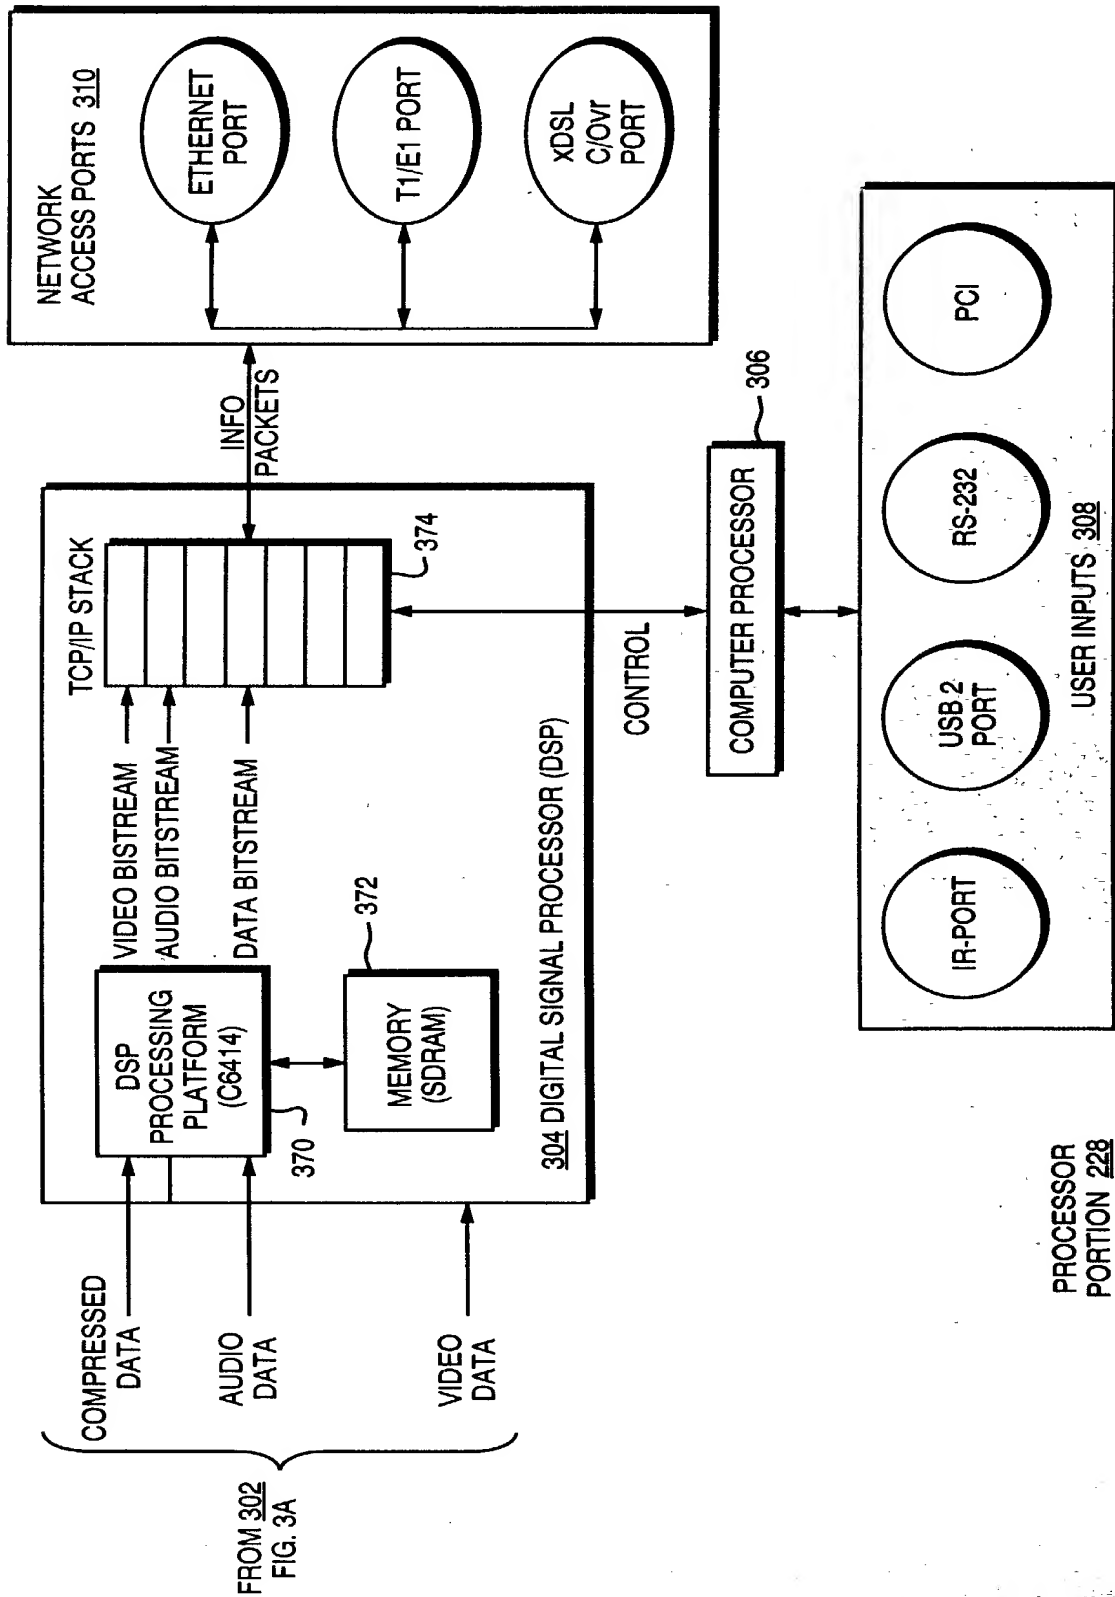 FROM 302
FIG. 3A
COMPRESSED
DATA
AUDIO
DATA
VIDEO
DATA
DSP
PROCESSING
PLATFORM
(C6414)
370
MEMORY
(SDRAM)
372
304 DIGITAL SIGNAL PROCESSOR (DSP)
VIDEO BISTREAM
AUDIO BITSTREAM
DATA BITSTREAM
TCP/IP STACK
374
INFO
PACKETS
NETWORK
ACCESS PORTS 310
ETHERNET
PORT
T1/E1 PORT
xDSL
C/Ovr
PORT
CONTROL
COMPUTER PROCESSOR
306
IR-PORT
USB 2
PORT
RS-232
PCI
USER INPUTS 308
PROCESSOR
PORTION 228